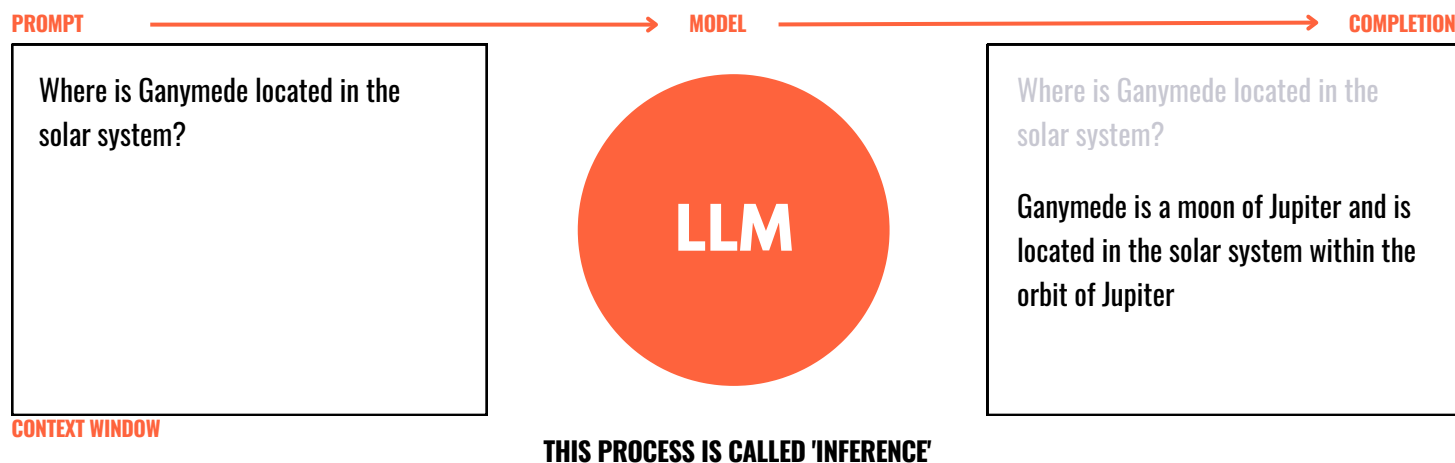 PROMPT
MODEL
COMPLETION
Where is Ganymede located in the
solar system?
LLM
Where is Ganymede located in the
solar system?
Ganymede is a moon of Jupiter and is
located in the solar system within the
orbit of Jupiter
CONTEXT WINDOW
THIS PROCESS IS CALLED 'INFERENCE'